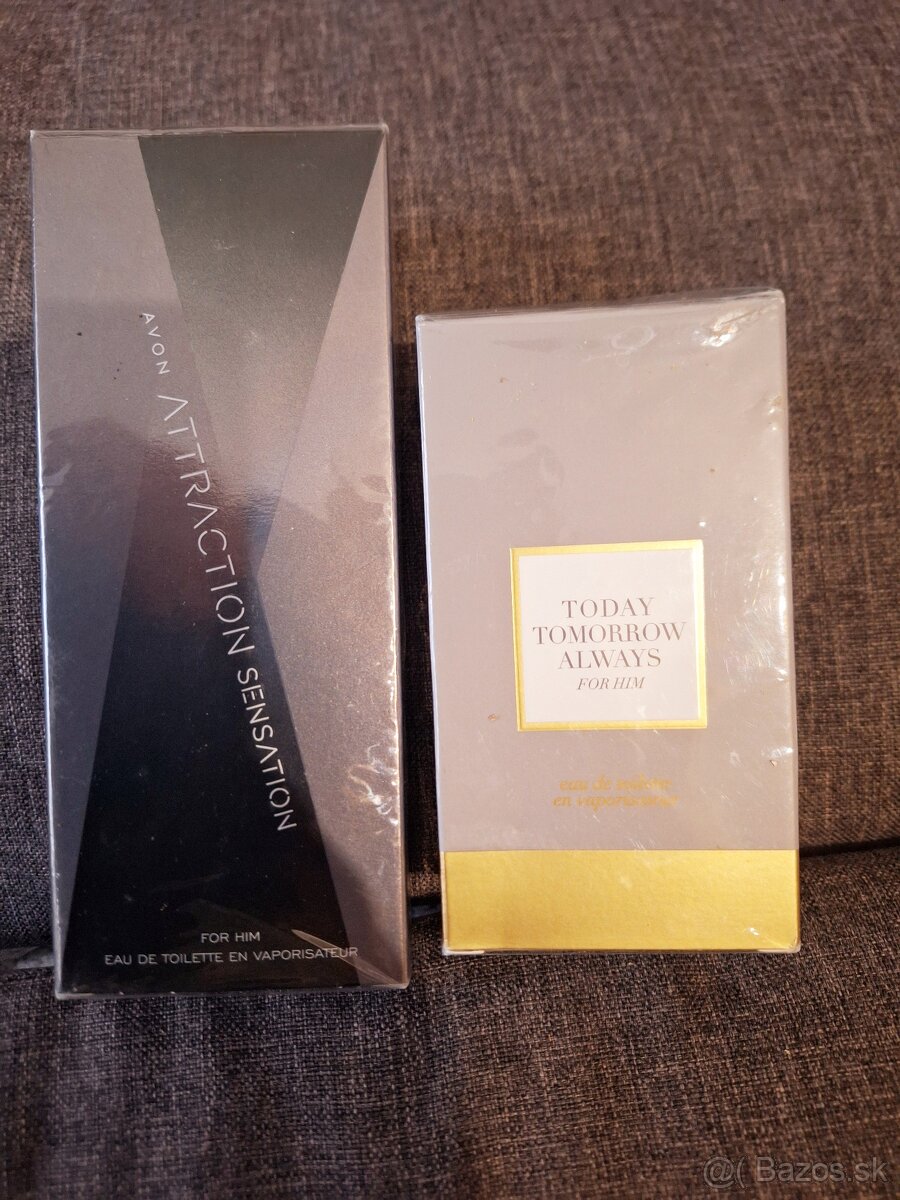 AVON ATTRACTION SENSATION
FOR HIM
EAU DE TOILETTE EN VAPORISATEUR
TODAY
TOMORROW
ALWAYS
FOR HIM
eau de toilette
en vaporisateur
@( Bazos.sk